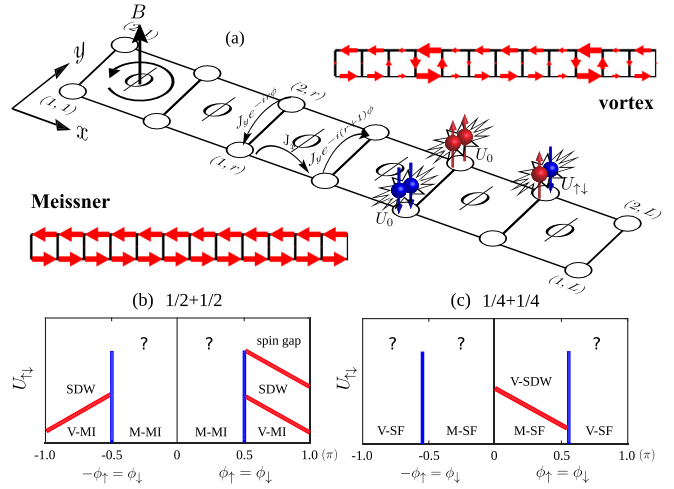 B
(2,1)
(a)
y
(1,1)
ϕ
x
J_y e^{-irϕ}
(2,r)
ϕ
J_x
ϕ
J_y e^{-i(r+1)ϕ}
(1,r)
vortex
U_0
ϕ
U_{↑↓}
U_0
ϕ
ϕ
(2,L)
(1,L)
Meissner
(b) 1/2+1/2
U_{↑↓}
? ?
spin gap
SDW SDW
V-MI M-MI M-MI V-MI
-1.0 -0.5 0 0.5 1.0 (π)
-ϕ_↑ = ϕ_↓ ϕ_↑ = ϕ_↓
(c) 1/4+1/4
U_{↑↓}
? ? ?
V-SDW
V-SF M-SF M-SF V-SF
-1.0 -0.5 0 0.5 1.0 (π)
-ϕ_↑ = ϕ_↓ ϕ_↑ = ϕ_↓